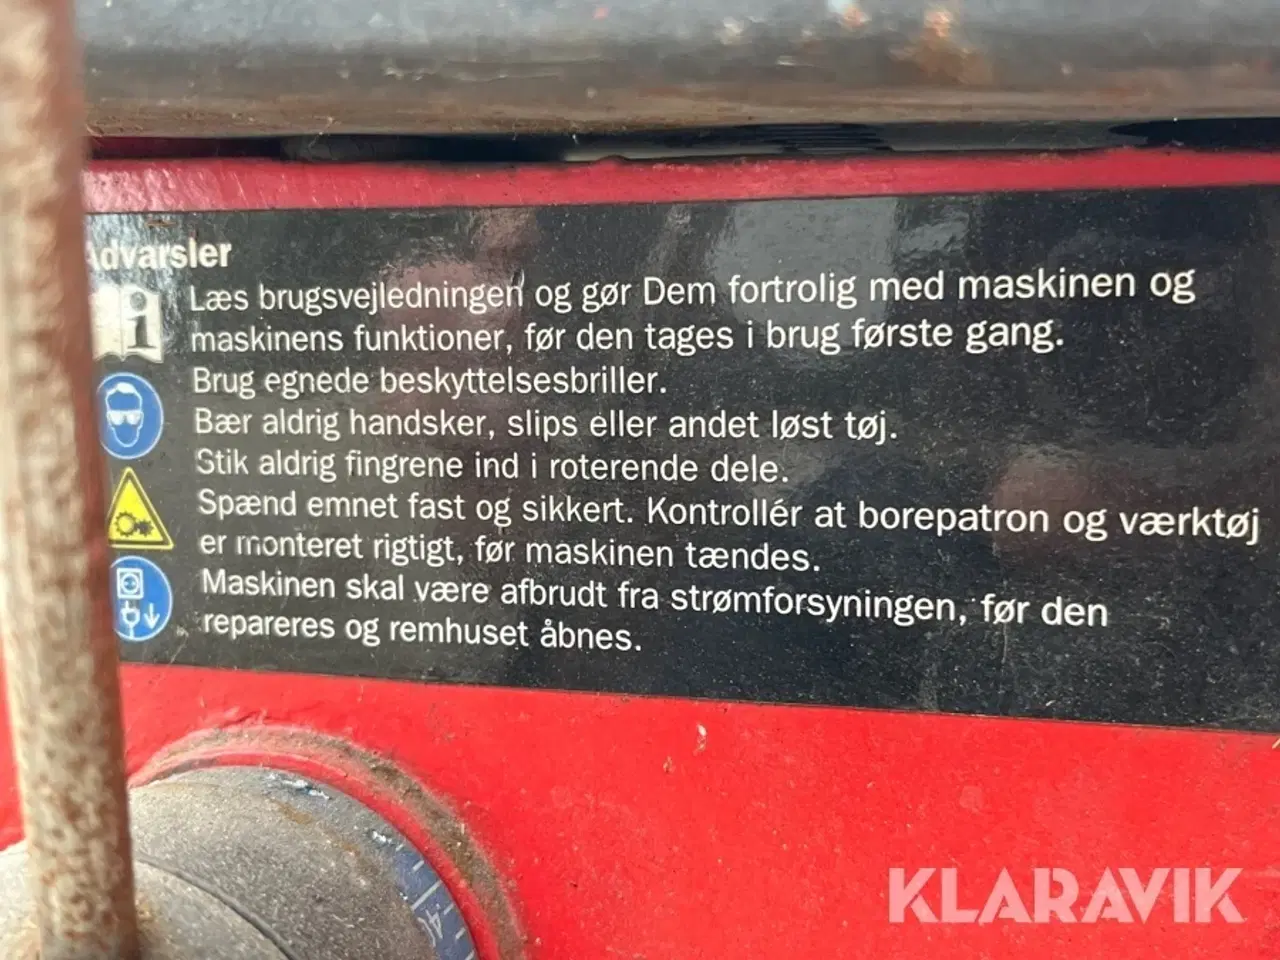 Advarsler
Læs brugsvejledningen og gør Dem fortrolig med maskinen og
maskinens funktioner, før den tages i brug første gang.
Brug egnede beskyttelsesbriller.
Bær aldrig handsker, slips eller andet løst tøj.
Stik aldrig fingrene ind i roterende dele.
Spænd emnet fast og sikkert. Kontrollér at borepatron og værktøj
er monteret rigtigt, før maskinen tændes.
Maskinen skal være afbrudt fra strømforsyningen, før den
repareres og remhuset åbnes.
KLARAVIK